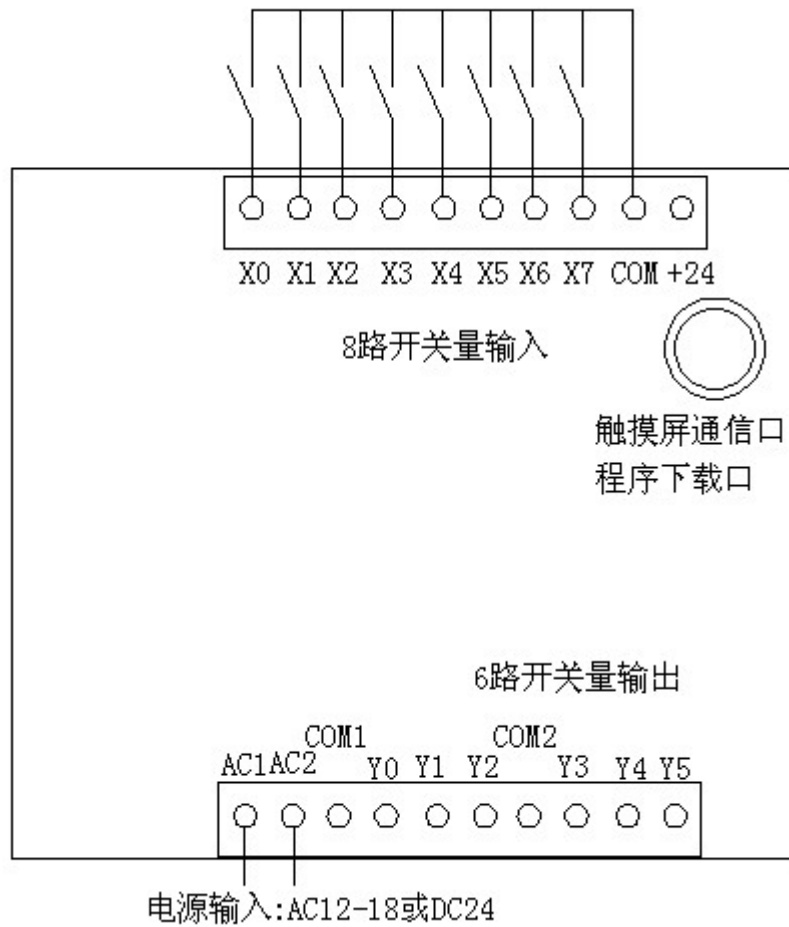 X0 X1 X2 X3 X4 X5 X6 X7 COM +24
8路开关量输入
触摸屏通信口
程序下载口
6路开关量输出
COM1 COM2
AC1 AC2 Y0 Y1 Y2 Y3 Y4 Y5
电源输入:AC12-18或DC24